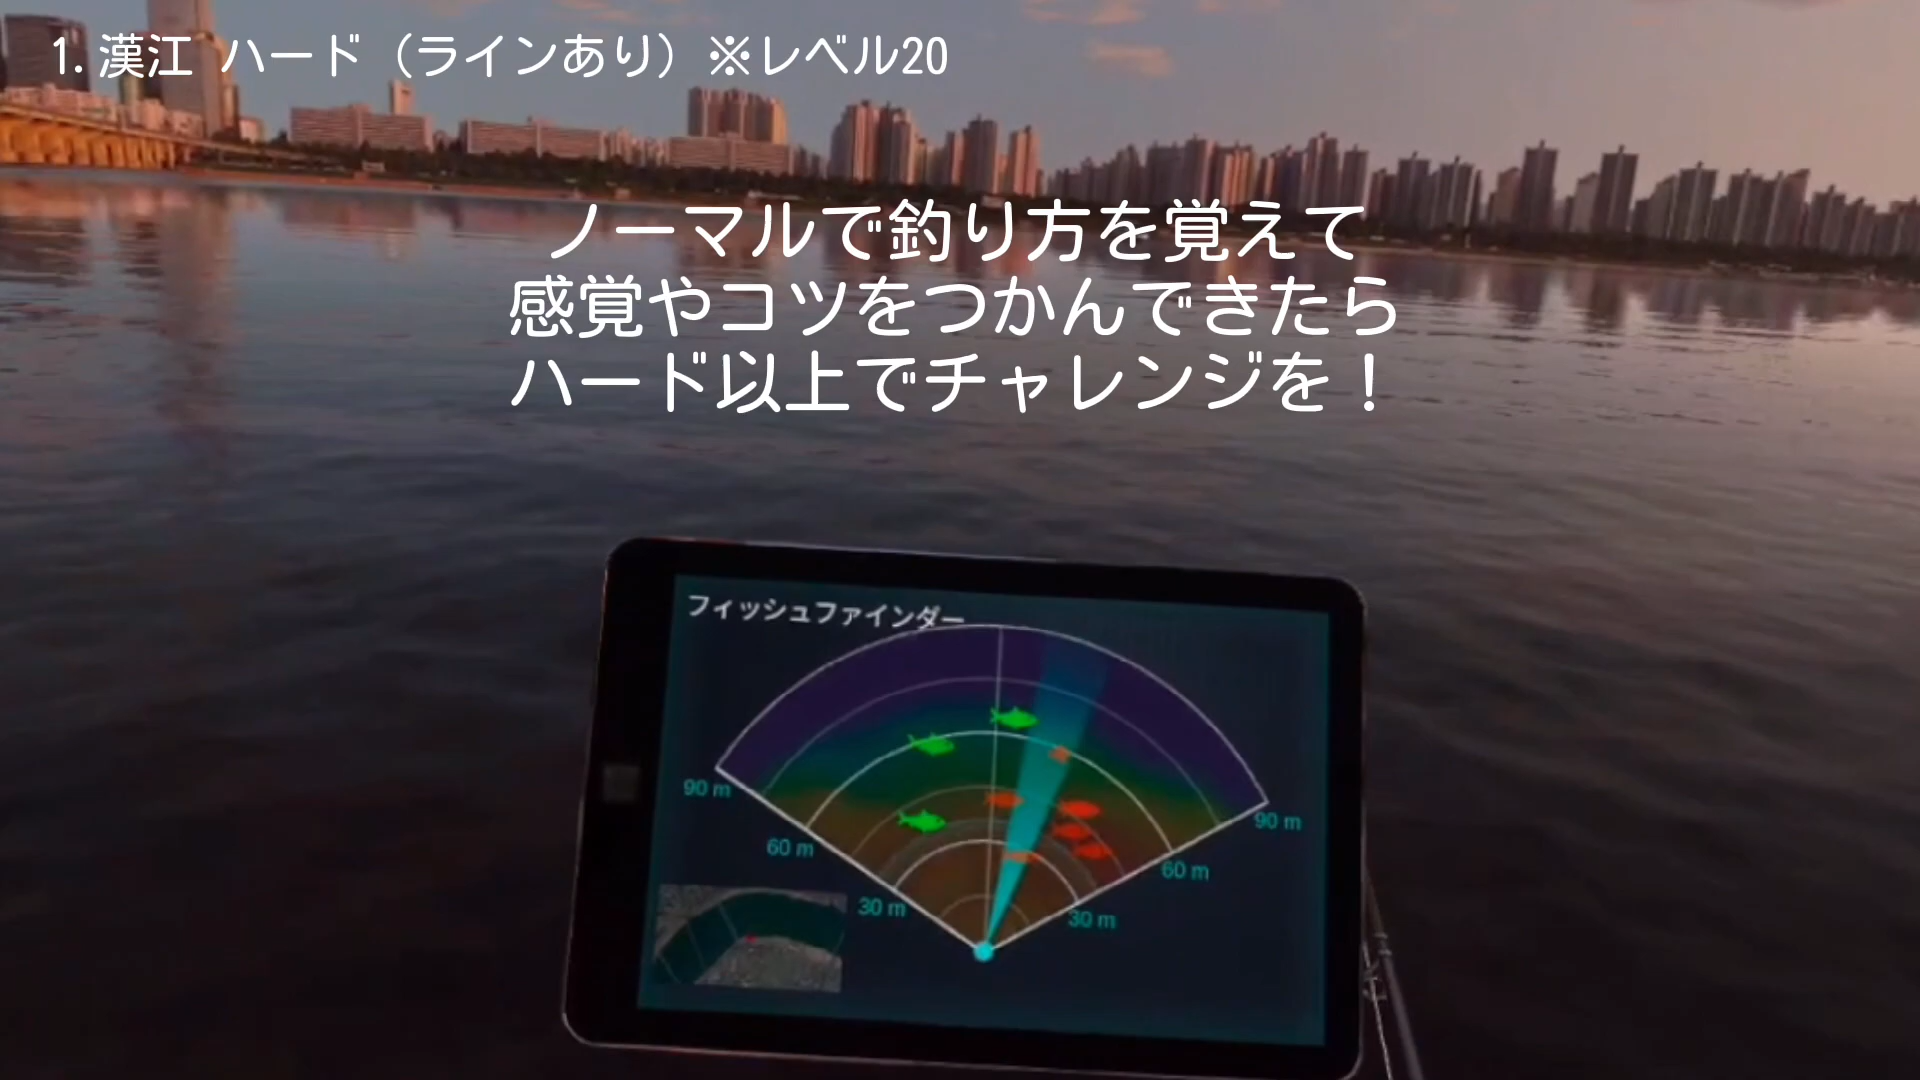 1. 漢江 ハード（ラインあり）※レベル20
ノーマルで釣り方を覚えて
感覚やコツをつかんできたら
ハード以上でチャレンジを！
フィッシュファインダー
90 m
90 m
60 m
60 m
30 m
30 m